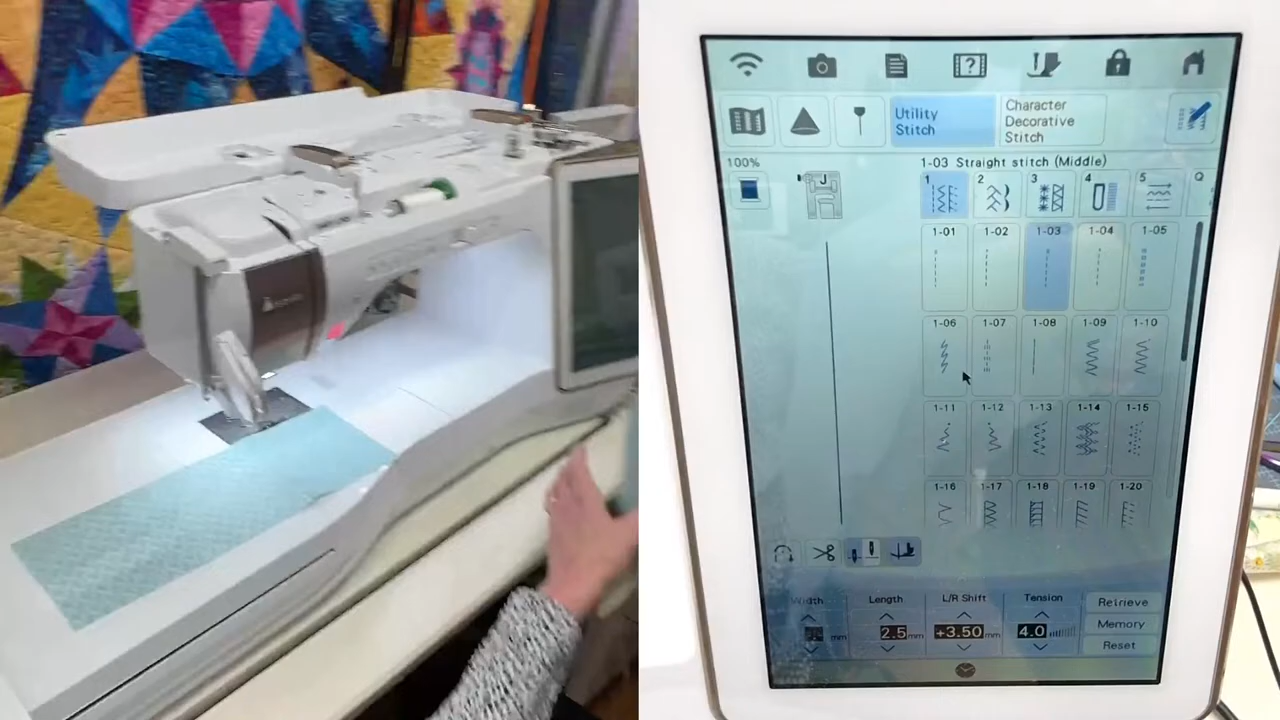 Utility
Stitch
Character
Decorative
Stitch
100%
1-03 Straight stitch (Middle)
J
1
2
3
4
5
Q
1-01
1-02
1-03
1-04
1-05
1-06
1-07
1-08
1-09
1-10
1-11
1-12
1-13
1-14
1-15
1-16
1-17
1-18
1-19
1-20
Width
Length
L/R Shift
Tension
mm
2.5mm
+3.50mm
4.0
Retrieve
Memory
Reset